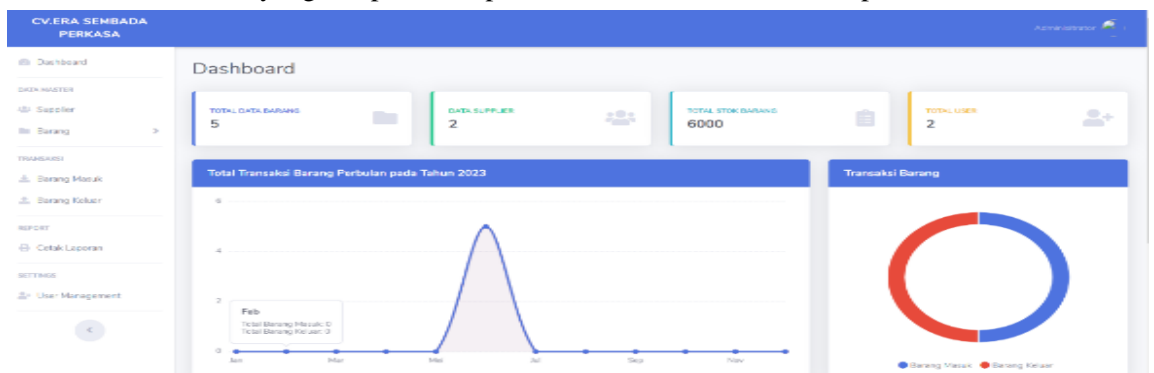 CV.ERA SEMBADA
PERKASA
Administrator
Dashboard
DATA MASTER
Supplier
Barang
TRANSAKSI
Barang Masuk
Barang Keluar
REPORT
Cetak Laporan
SETTINGS
User Management
Dashboard
TOTAL DATA BARANG
5
DATA SUPPLIER
2
TOTAL STOK BARANG
6000
TOTAL USER
2
Total Transaksi Barang Perbulan pada Tahun 2023
6
4
2
0
Feb
Total Barang Masuk: 0
Total Barang Keluar: 0
Jan Mar Mei Jul Sep Nov
Transaksi Barang
Barang Masuk Barang Keluar